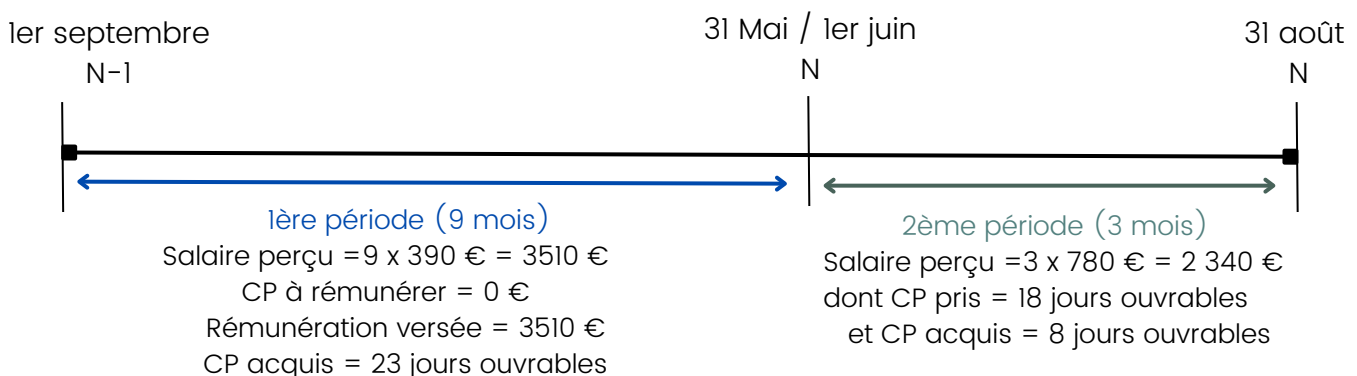 1er septembre
N-1
31 Mai / 1er juin
N
31 août
N
1ère période (9 mois)
Salaire perçu =9 x 390 € = 3510 €
CP à rémunérer = 0 €
Rémunération versée = 3510 €
CP acquis = 23 jours ouvrables
2ème période (3 mois)
Salaire perçu =3 x 780 € = 2 340 €
dont CP pris = 18 jours ouvrables
et CP acquis = 8 jours ouvrables